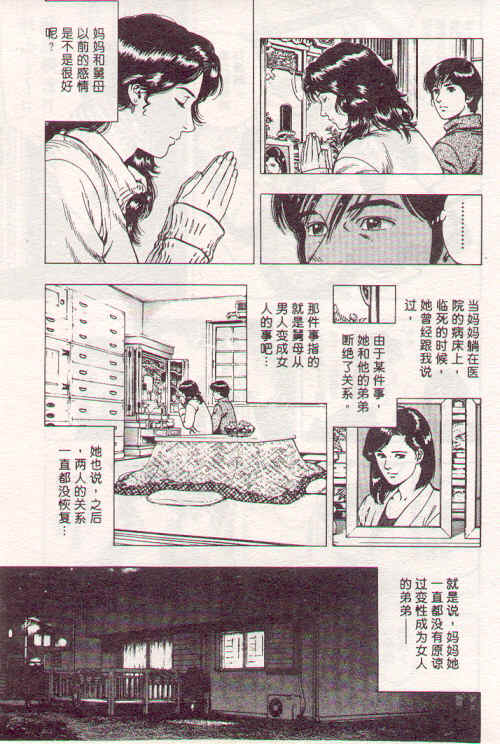 妈妈和舅母
以前的感情
是不是很好
呢？
………
当妈妈躺在医
院的病床上，
临死的时候，
她曾经跟我说
过，
由于某件事，
她和他的弟弟
断绝了关系。
那件事指的
就是舅母从
男人变成女
人的事吧…
她也说，之后
，两人的关系
一直都没恢复…
就是说，妈妈她
一直都没有原谅
过变性成为女人
的弟弟——